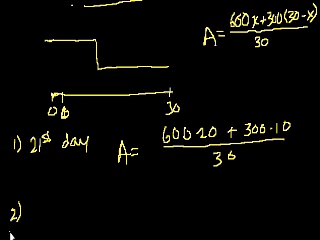 A = (600x + 300(30 - x)) / 30
0
30
1) 21st day A = (600·20 + 300·10) / 30
2)